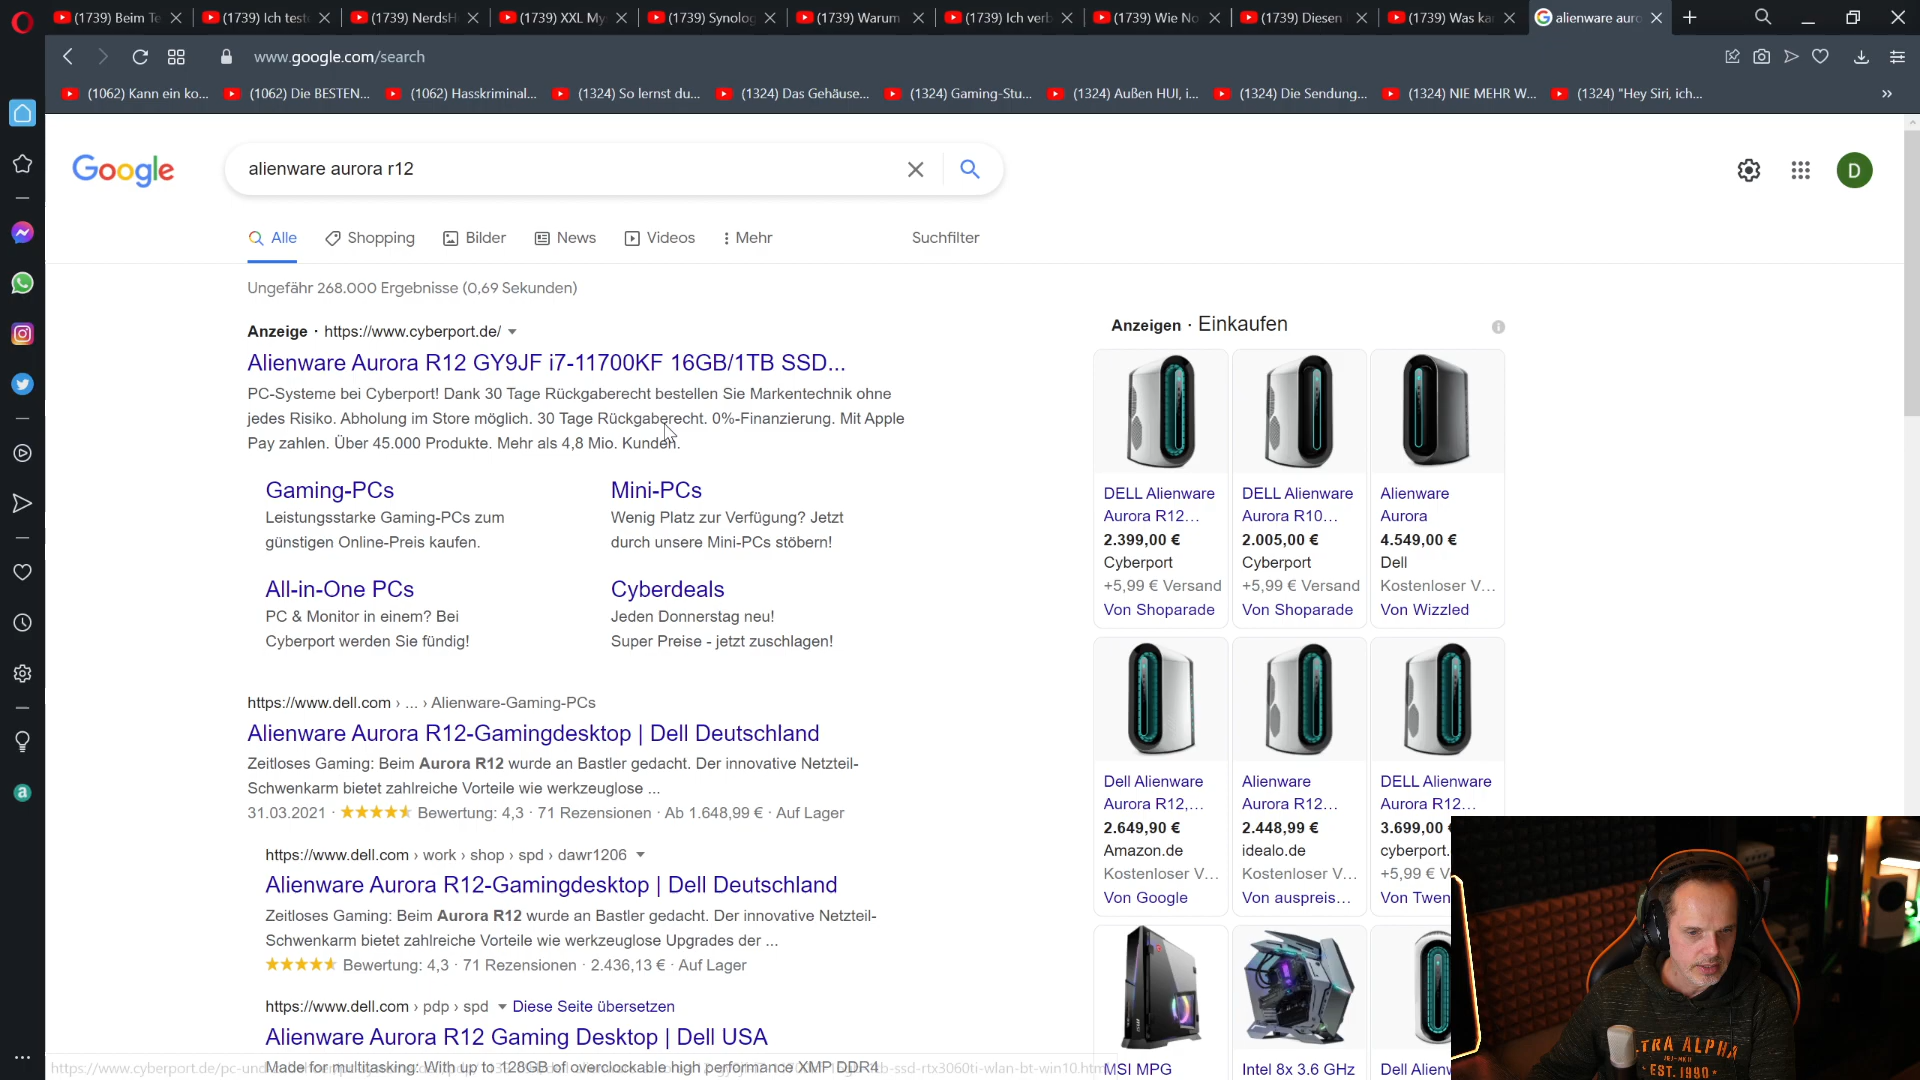 (1739) Beim Te
(1739) Ich test
(1739) NerdsH
(1739) XXL My
(1739) Synolog
(1739) Warum
(1739) Ich verb
(1739) Wie No
(1739) Diesen
(1739) Was ka
alienware auro
www.google.com/search
(1062) Kann ein ko...
(1062) Die BESTEN...
(1062) Hasskriminal...
(1324) So lernst du...
(1324) Das Gehäuse...
(1324) Gaming-Stu...
(1324) Außen HUI, i...
(1324) Die Sendung...
(1324) NIE MEHR W...
(1324) "Hey Siri, ich...
Google
alienware aurora r12
D
Alle
Shopping
Bilder
News
Videos
Mehr
Suchfilter
Ungefähr 268.000 Ergebnisse (0,69 Sekunden)
Anzeige · https://www.cyberport.de/
Alienware Aurora R12 GY9JF i7-11700KF 16GB/1TB SSD...
PC-Systeme bei Cyberport! Dank 30 Tage Rückgaberecht bestellen Sie Markentechnik ohne
jedes Risiko. Abholung im Store möglich. 30 Tage Rückgaberecht. 0%-Finanzierung. Mit Apple
Pay zahlen. Über 45.000 Produkte. Mehr als 4,8 Mio. Kunden.
Gaming-PCs
Leistungsstarke Gaming-PCs zum
günstigen Online-Preis kaufen.
Mini-PCs
Wenig Platz zur Verfügung? Jetzt
durch unsere Mini-PCs stöbern!
All-in-One PCs
PC & Monitor in einem? Bei
Cyberport werden Sie fündig!
Cyberdeals
Jeden Donnerstag neu!
Super Preise - jetzt zuschlagen!
https://www.dell.com › ... › Alienware-Gaming-PCs
Alienware Aurora R12-Gamingdesktop | Dell Deutschland
Zeitloses Gaming: Beim Aurora R12 wurde an Bastler gedacht. Der innovative Netzteil-
Schwenkarm bietet zahlreiche Vorteile wie werkzeuglose ...
31.03.2021 · Bewertung: 4,3 · 71 Rezensionen · Ab 1.648,99 € · Auf Lager
https://www.dell.com › work › shop › spd › dawr1206
Alienware Aurora R12-Gamingdesktop | Dell Deutschland
Zeitloses Gaming: Beim Aurora R12 wurde an Bastler gedacht. Der innovative Netzteil-
Schwenkarm bietet zahlreiche Vorteile wie werkzeuglose Upgrades der ...
Bewertung: 4,3 · 71 Rezensionen · 2.436,13 € · Auf Lager
https://www.dell.com › pdp › spd Diese Seite übersetzen
Alienware Aurora R12 Gaming Desktop | Dell USA
Made for multitasking: With up to 128GB of overclockable high performance XMP DDR4
Anzeigen · Einkaufen
DELL Alienware
Aurora R12...
2.399,00 €
Cyberport
+5,99 € Versand
Von Shoparade
DELL Alienware
Aurora R10...
2.005,00 €
Cyberport
+5,99 € Versand
Von Shoparade
Alienware
Aurora
4.549,00 €
Dell
Kostenloser V...
Von Wizzled
Dell Alienware
Aurora R12,...
2.649,90 €
Amazon.de
Kostenloser V...
Von Google
Alienware
Aurora R12...
2.448,99 €
idealo.de
Kostenloser V...
Von auspreis...
DELL Alienware
Aurora R12...
3.699,00
cyberport.
+5,99 € V
Von Twen
MSI MPG
Intel 8x 3.6 GHz
Dell Alien
TRA ALPHA
EST. 1990